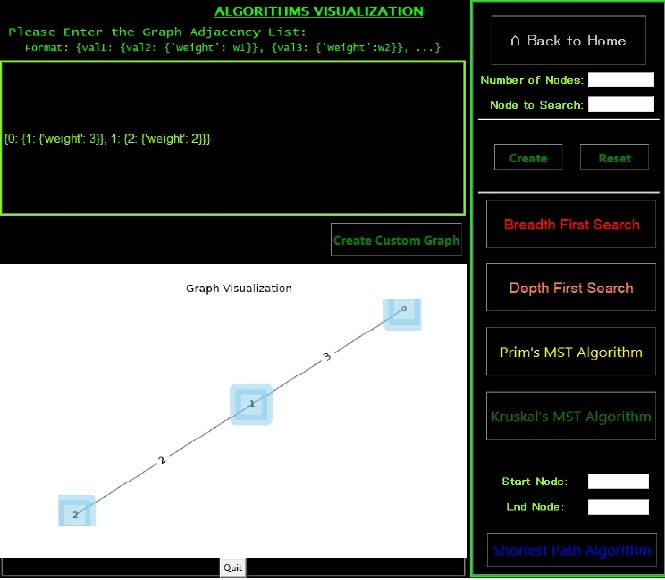 ALGORITHMS VISUALIZATION
Please Enter the Graph Adjacency List:
Format: {val1: {val2: {'weight': w1}}, {val3: {'weight':w2}}, ...}
{0: {1: {'weight': 3}}, 1: {2: {'weight': 2}}}
Create Custom Graph
Graph Visualization
0
3
1
2
2
Quit
⌂ Back to Home
Number of Nodes:
Node to Search:
Create Reset
Breadth First Search
Depth First Search
Prim's MST Algorithm
Kruskal's MST Algorithm
Start Node:
End Node:
Shortest Path Algorithm